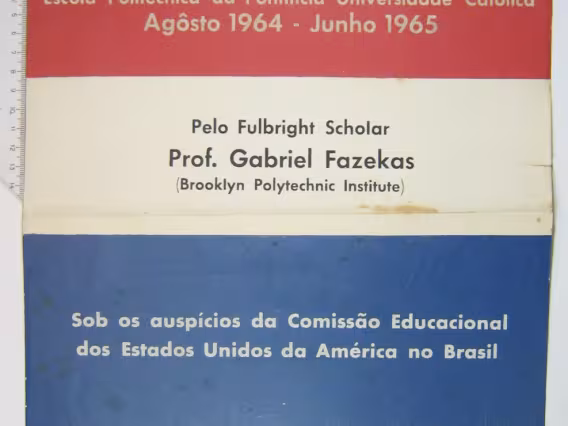 Escola Politécnica da Pontifícia Universidade Católica
Agôsto 1964 - Junho 1965
Pelo Fulbright Scholar
Prof. Gabriel Fazekas
(Brooklyn Polytechnic Institute)
Sob os auspícios da Comissão Educacional
dos Estados Unidos da América no Brasil